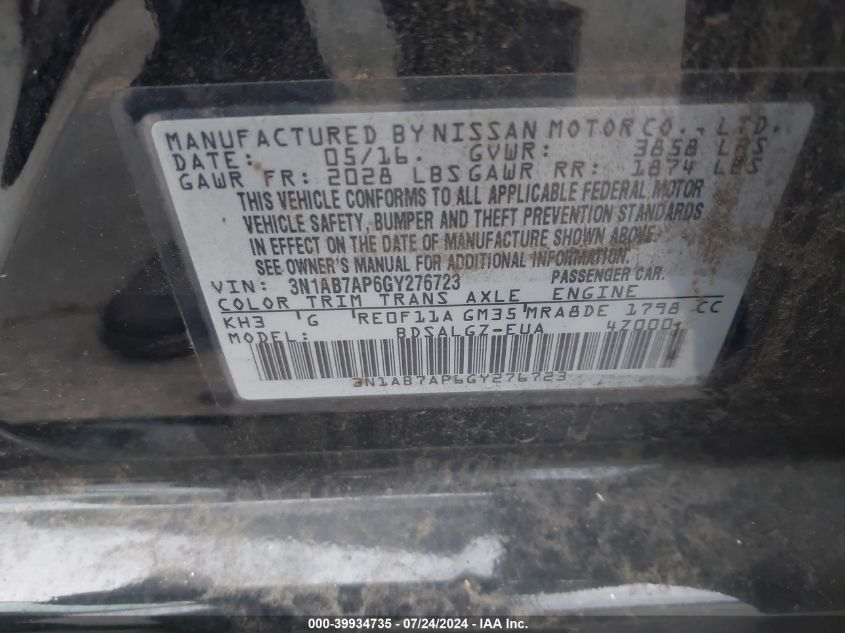 MANUFACTURED BY NISSAN MOTOR CO., LTD.
DATE: 05/16. GVWR: 3858 LBS
GAWR FR: 2028 LBS GAWR RR: 1874 LBS
THIS VEHICLE CONFORMS TO ALL APPLICABLE FEDERAL MOTOR
VEHICLE SAFETY, BUMPER AND THEFT PREVENTION STANDARDS
IN EFFECT ON THE DATE OF MANUFACTURE SHOWN ABOVE.
SEE OWNER'S MANUAL FOR ADDITIONAL INFORMATION.
VIN: 3N1AB7AP6GY276723 PASSENGER CAR.
COLOR TRIM TRANS AXLE ENGINE
KH3 G RE0F11A GM35 MRA8DE 1798 CC
MODEL: BDSALGZ-EUA 4Z000
3N1AB7AP6GY276723
000-39934735 - 07/24/2024 - IAA Inc.